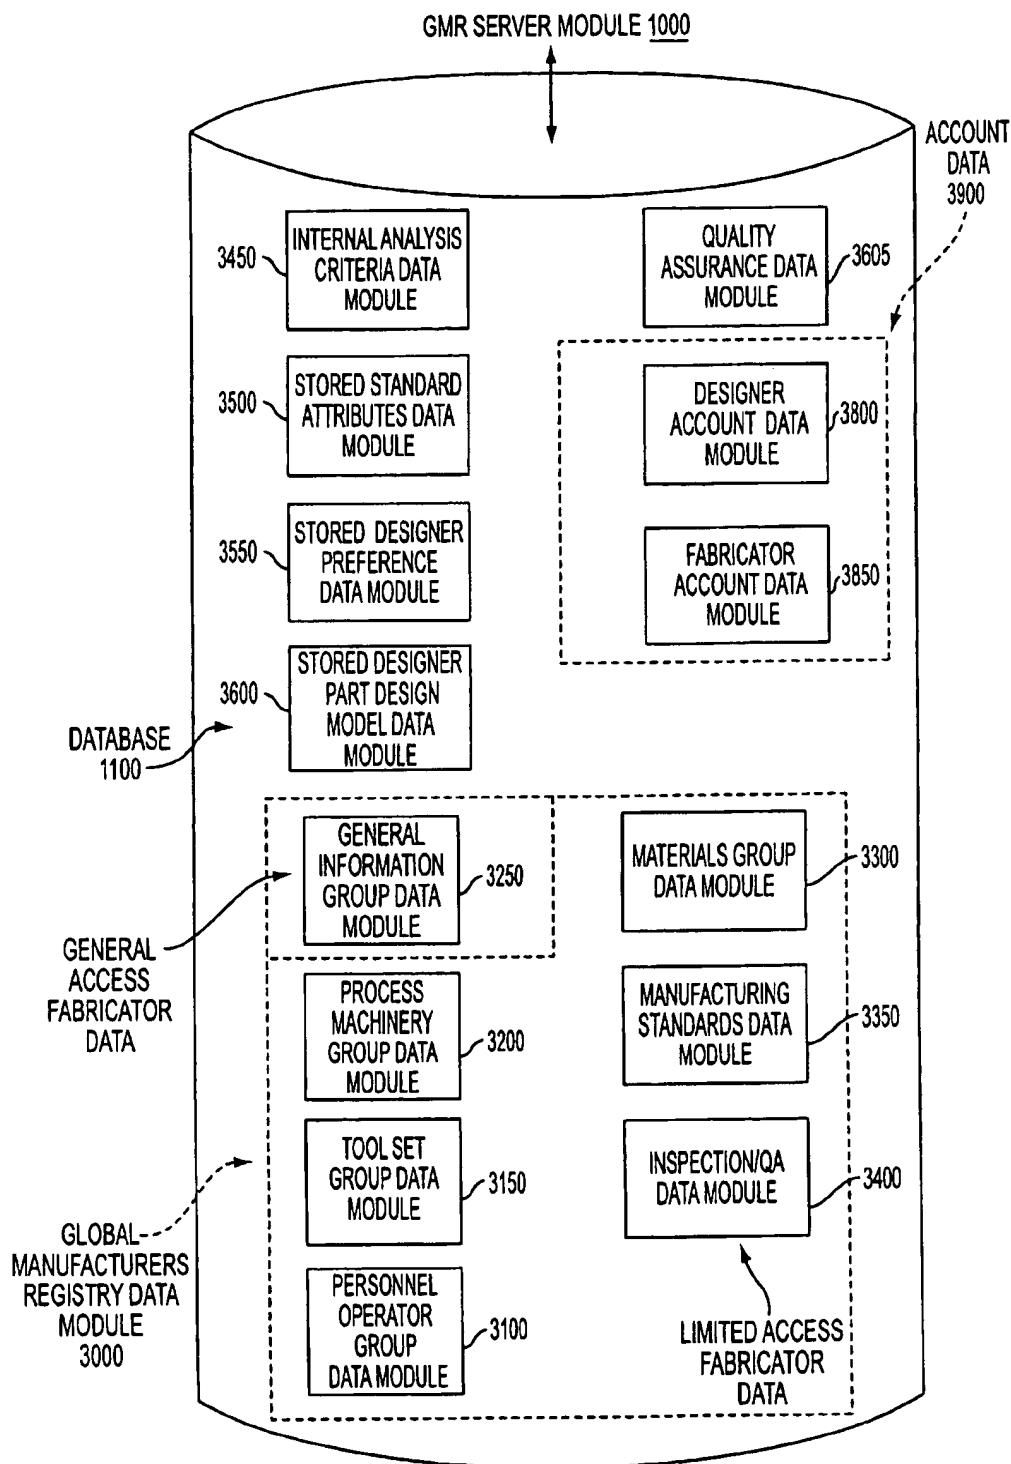 GMR SERVER MODULE 1000
ACCOUNT
DATA
3900
3450
INTERNAL ANALYSIS
CRITERIA DATA
MODULE
QUALITY
ASSURANCE DATA
MODULE
3605
3500
STORED STANDARD
ATTRIBUTES DATA
MODULE
DESIGNER
ACCOUNT DATA
MODULE
3800
3550
STORED DESIGNER
PREFERENCE
DATA MODULE
FABRICATOR
ACCOUNT DATA
MODULE
3850
3600
STORED DESIGNER
PART DESIGN
MODEL DATA
MODULE
DATABASE
1100
GENERAL
INFORMATION
GROUP DATA
MODULE
3250
MATERIALS GROUP
DATA MODULE
3300
GENERAL
ACCESS
FABRICATOR
DATA
PROCESS
MACHINERY
GROUP DATA
MODULE
3200
MANUFACTURING
STANDARDS DATA
MODULE
3350
TOOL SET
GROUP DATA
MODULE
3150
INSPECTION/QA
DATA MODULE
3400
GLOBAL
MANUFACTURERS
REGISTRY DATA
MODULE
3000
PERSONNEL
OPERATOR
GROUP
DATA MODULE
3100
LIMITED ACCESS
FABRICATOR
DATA